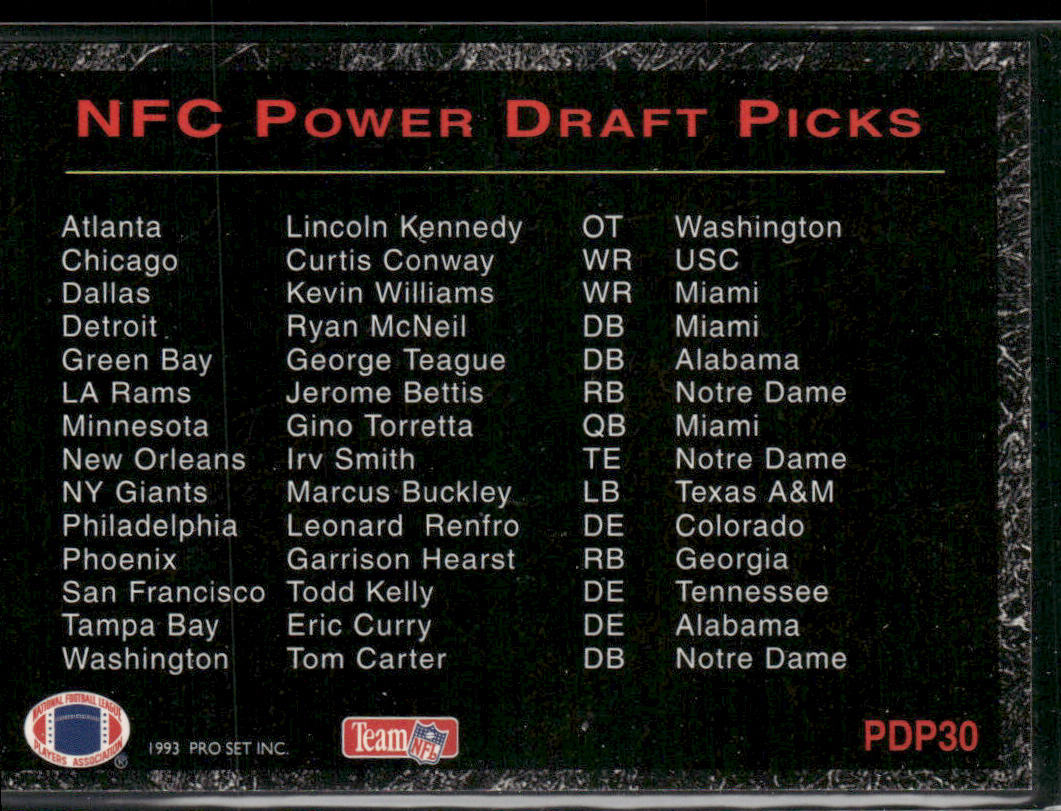 NFC POWER DRAFT PICKS
Atlanta Lincoln Kennedy OT Washington
Chicago Curtis Conway WR USC
Dallas Kevin Williams WR Miami
Detroit Ryan McNeil DB Miami
Green Bay George Teague DB Alabama
LA Rams Jerome Bettis RB Notre Dame
Minnesota Gino Torretta QB Miami
New Orleans Irv Smith TE Notre Dame
NY Giants Marcus Buckley LB Texas A&M
Philadelphia Leonard Renfro DE Colorado
Phoenix Garrison Hearst RB Georgia
San Francisco Todd Kelly DE Tennessee
Tampa Bay Eric Curry DE Alabama
Washington Tom Carter DB Notre Dame
NATIONAL FOOTBALL LEAGUE
PLAYERS ASSOCIATION
®
1993 PRO SET INC.
Team NFL
PDP30